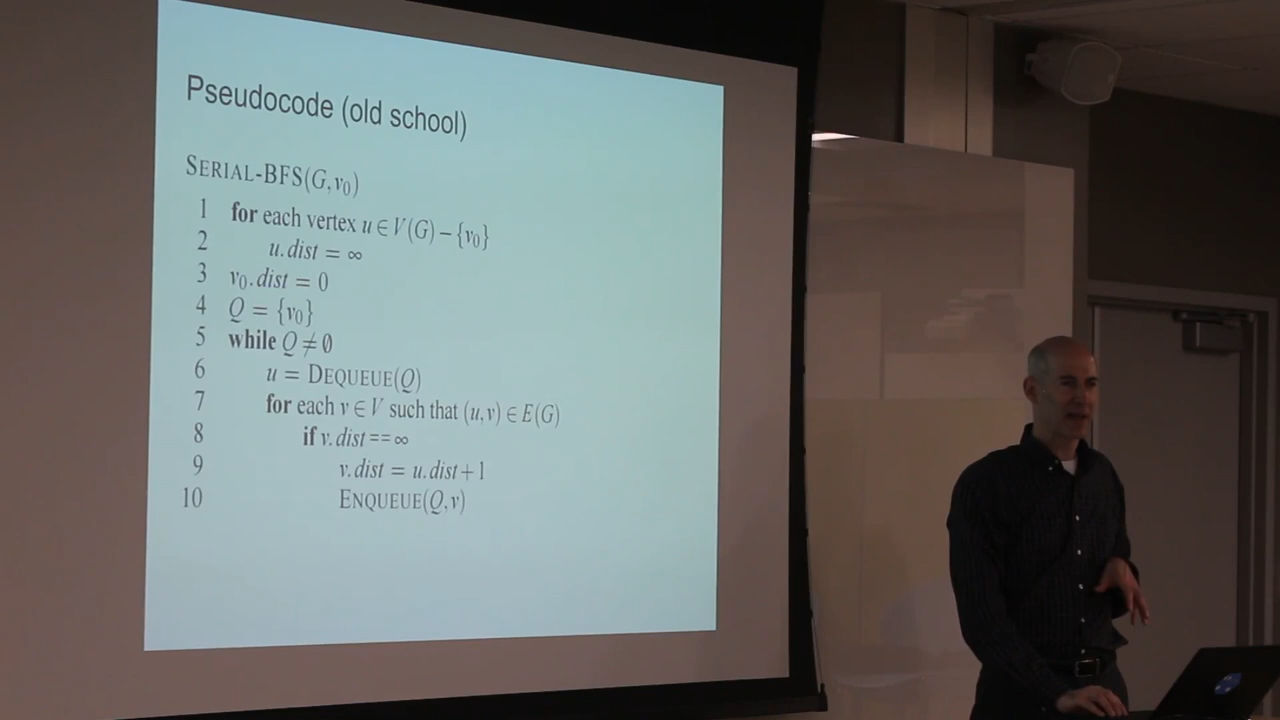 Pseudocode (old school)
SERIAL-BFS(G,v₀)
1 for each vertex u ∈ V(G) − {v₀}
2 u.dist = ∞
3 v₀.dist = 0
4 Q = {v₀}
5 while Q ≠ ∅
6 u = DEQUEUE(Q)
7 for each v ∈ V such that (u,v) ∈ E(G)
8 if v.dist == ∞
9 v.dist = u.dist + 1
10 ENQUEUE(Q,v)